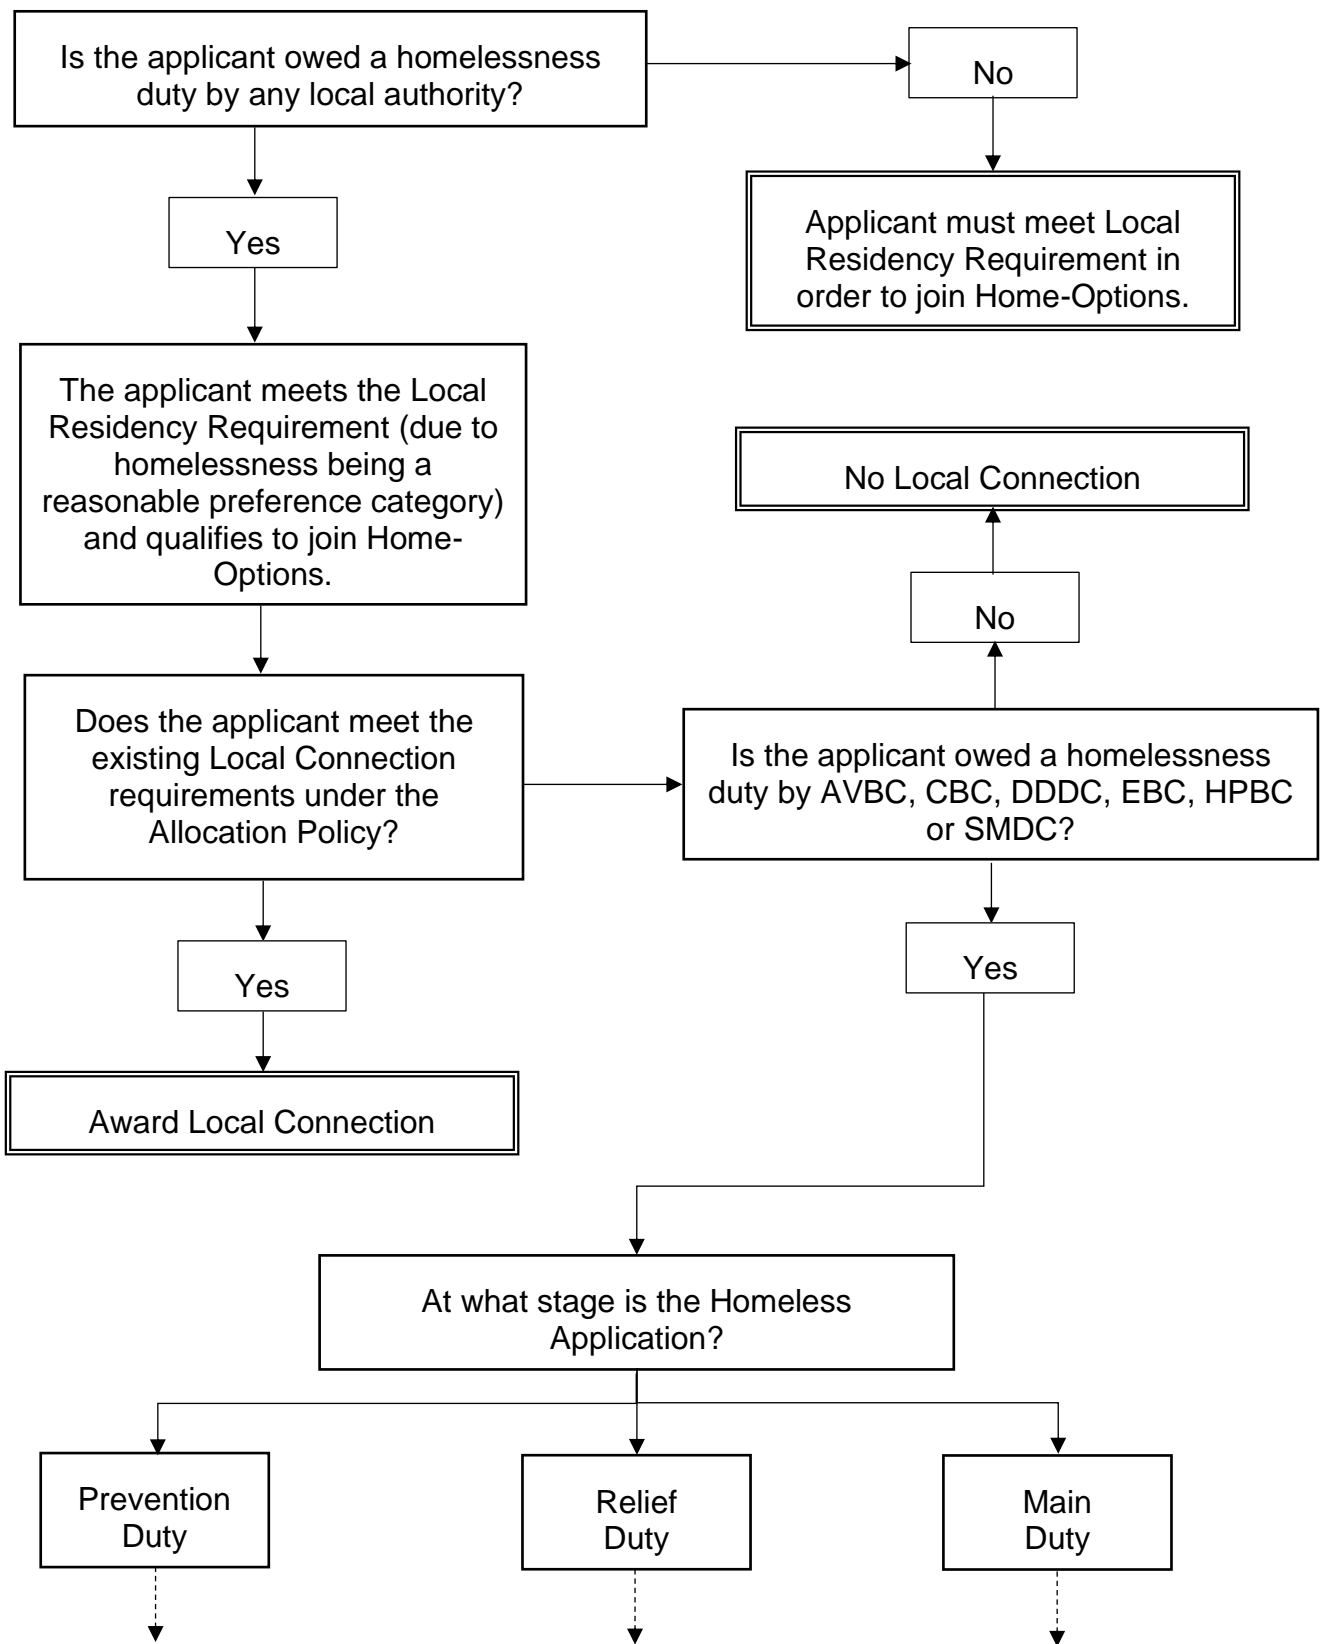 Is the applicant owed a homelessness
duty by any local authority?
No
Yes
Applicant must meet Local
Residency Requirement in
order to join Home-Options.
The applicant meets the Local
Residency Requirement (due to
homelessness being a
reasonable preference category)
and qualifies to join Home-
Options.
No Local Connection
No
Does the applicant meet the
existing Local Connection
requirements under the
Allocation Policy?
Is the applicant owed a homelessness
duty by AVBC, CBC, DDDC, EBC, HPBC
or SMDC?
Yes
Yes
Award Local Connection
At what stage is the Homeless
Application?
Prevention
Duty
Relief
Duty
Main
Duty